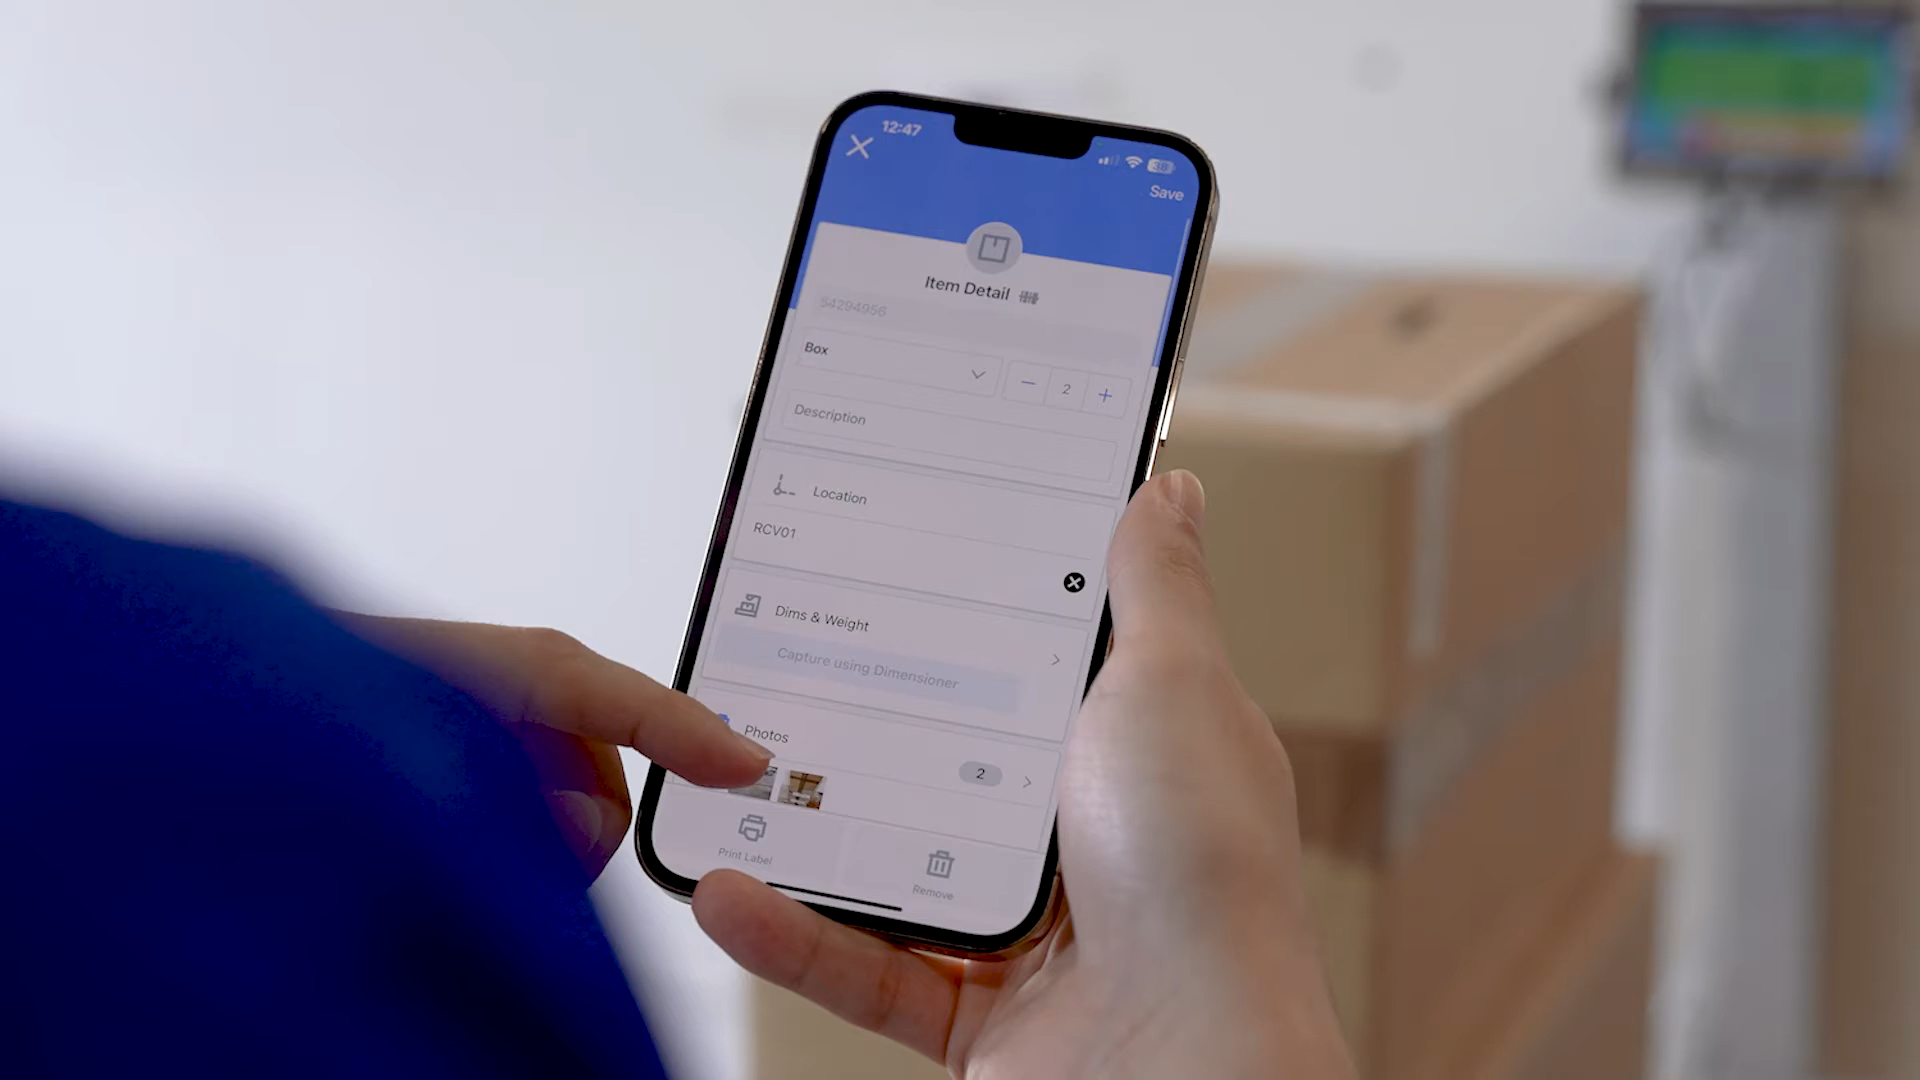 12:47
38
Save
Item Detail
54294956
Box
2
Description
Location
RCV01
Dims & Weight
Capture using Dimensioner
Photos
2
Print Label
Remove